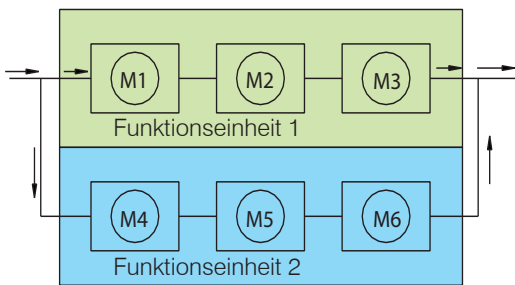 M1 M2 M3
Funktionseinheit 1
M4 M5 M6
Funktionseinheit 2